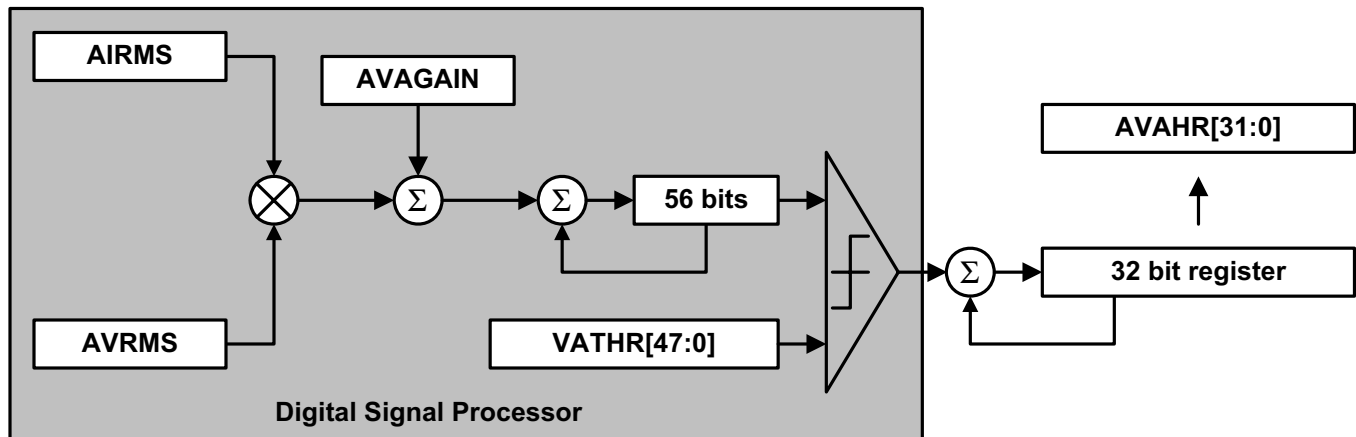 AIRMS
AVAGAIN
AVAHR[31:0]
Σ
Σ
56 bits
Σ
32 bit register
AVRMS
VATHR[47:0]
Digital Signal Processor